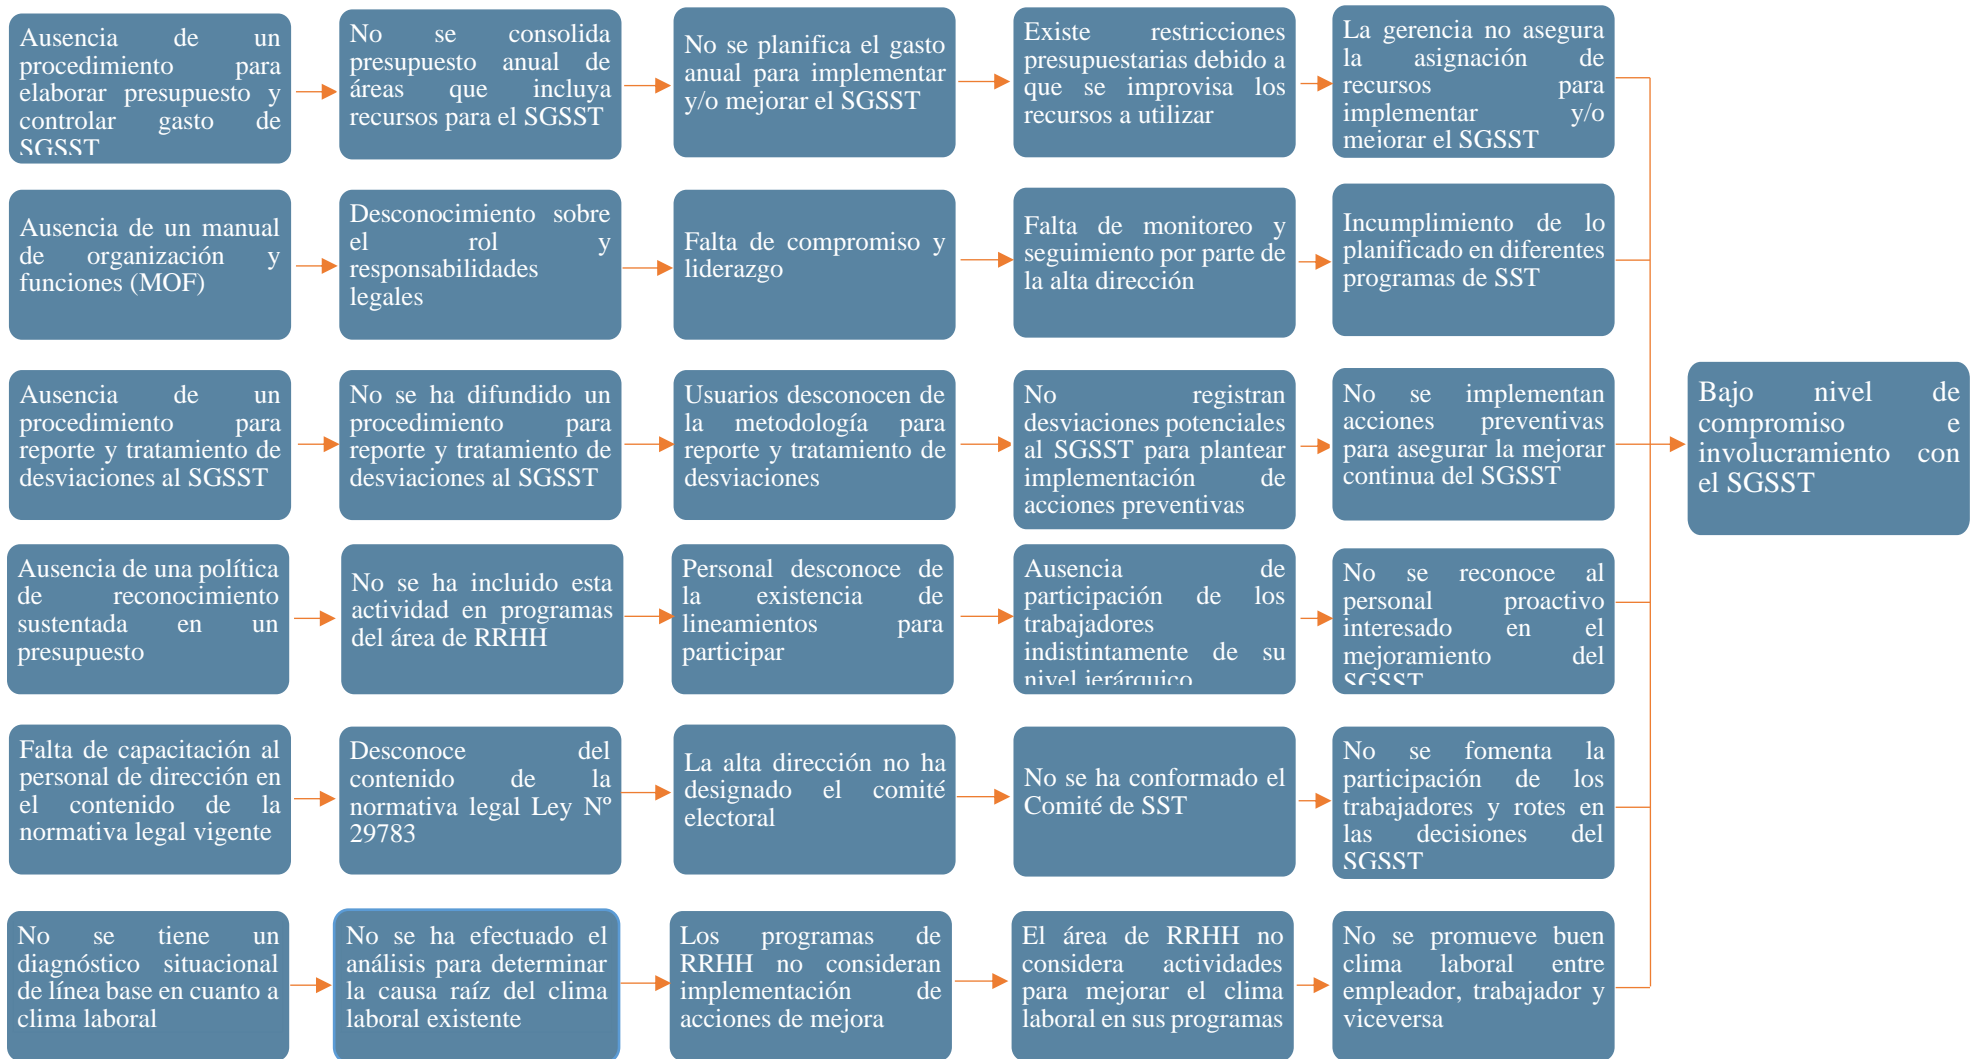 Ausencia de un
procedimiento para
elaborar presupuesto y
controlar gasto de
SGSST
No se consolida
presupuesto anual de
áreas que incluya
recursos para el SGSST
No se planifica el gasto
anual para implementar
y/o mejorar el SGSST
Existe restricciones
presupuestarias debido a
que se improvisa los
recursos a utilizar
La gerencia no asegura
la asignación de
recursos para
implementar y/o
mejorar el SGSST
Ausencia de un manual
de organización y
funciones (MOF)
Desconocimiento sobre
el rol y
responsabilidades
legales
Falta de compromiso y
liderazgo
Falta de monitoreo y
seguimiento por parte de
la alta dirección
Incumplimiento de lo
planificado en diferentes
programas de SST
Ausencia de un
procedimiento para
reporte y tratamiento de
desviaciones al SGSST
No se ha difundido un
procedimiento para
reporte y tratamiento de
desviaciones al SGSST
Usuarios desconocen de
la metodología para
reporte y tratamiento de
desviaciones
No registran
desviaciones potenciales
al SGSST para plantear
implementación de
acciones preventivas
No se implementan
acciones preventivas
para asegurar la mejorar
continua del SGSST
Bajo nivel de
compromiso e
involucramiento con
el SGSST
Ausencia de una política
de reconocimiento
sustentada en un
presupuesto
No se ha incluido esta
actividad en programas
del área de RRHH
Personal desconoce de
la existencia de
lineamientos para
participar
Ausencia de
participación de los
trabajadores
indistintamente de su
nivel jerárquico
No se reconoce al
personal proactivo
interesado en el
mejoramiento del
SGSST
Falta de capacitación al
personal de dirección en
el contenido de la
normativa legal vigente
Desconoce del
contenido de la
normativa legal Ley Nº
29783
La alta dirección no ha
designado el comité
electoral
No se ha conformado el
Comité de SST
No se fomenta la
participación de los
trabajadores y rotes en
las decisiones del
SGSST
No se tiene un
diagnóstico situacional
de línea base en cuanto a
clima laboral
No se ha efectuado el
análisis para determinar
la causa raíz del clima
laboral existente
Los programas de
RRHH no consideran
implementación de
acciones de mejora
El área de RRHH no
considera actividades
para mejorar el clima
laboral en sus programas
No se promueve buen
clima laboral entre
empleador, trabajador y
viceversa